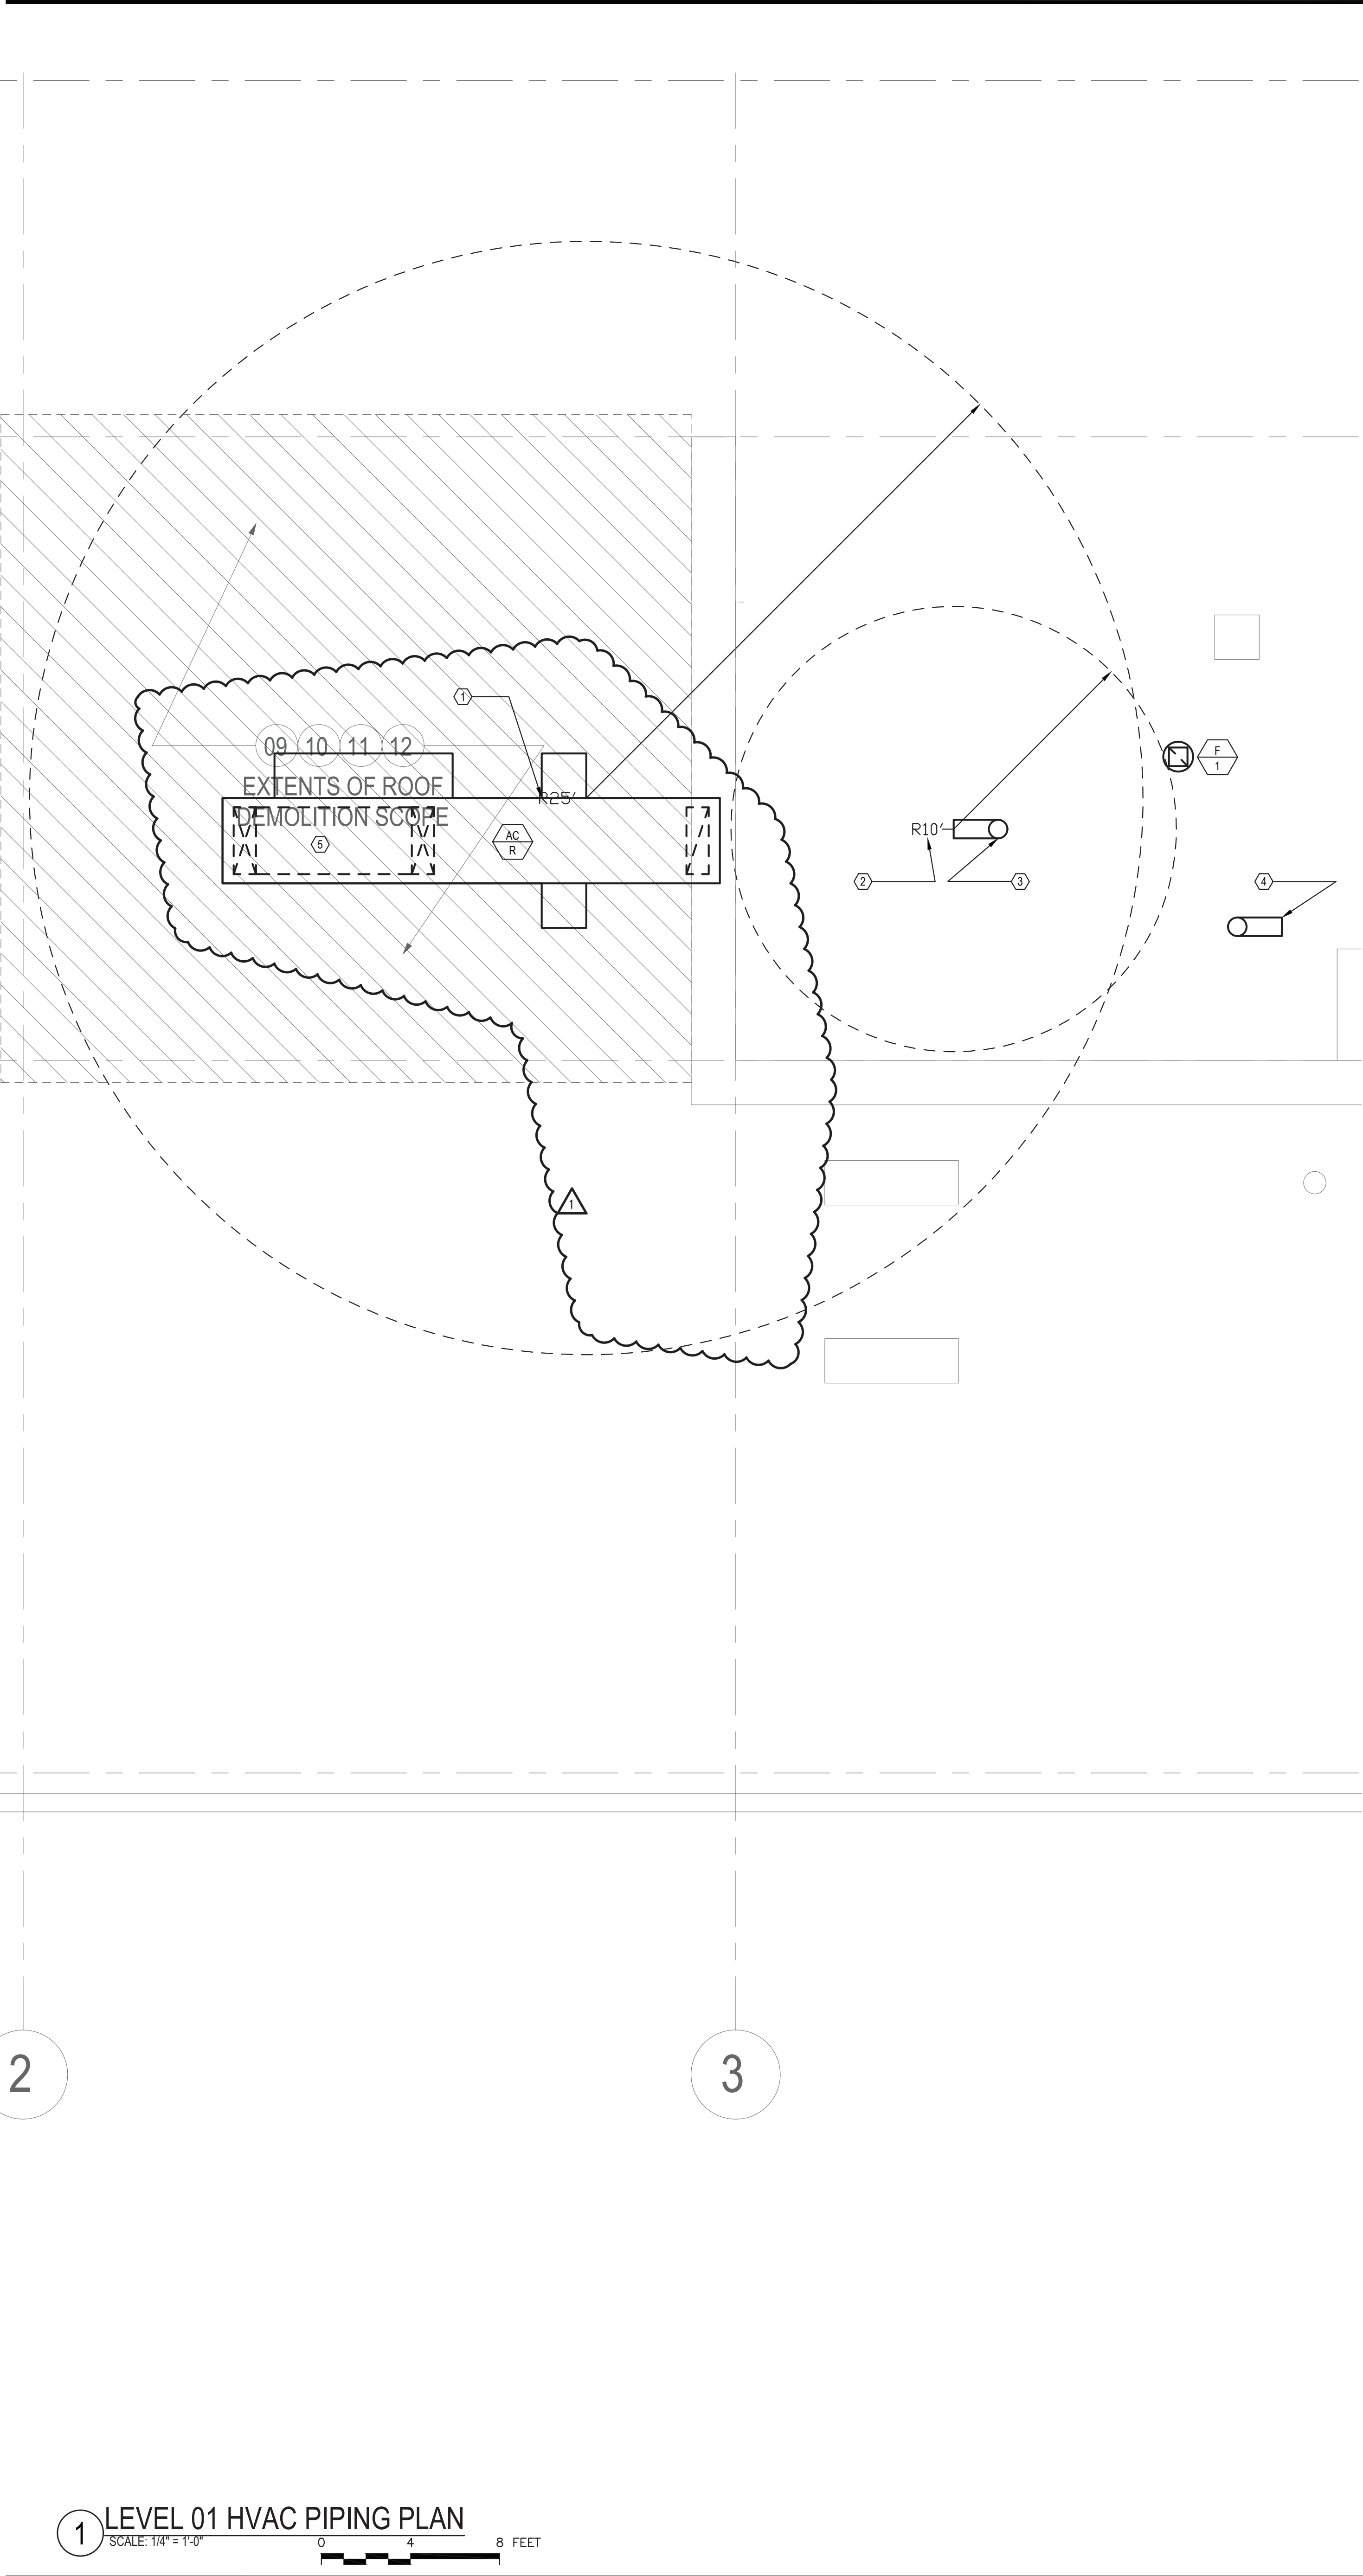 1
09 10 11 12
EXTENTS OF ROOF
R25'
DEMOLITION SCOPE
5
AC
R
F
1
R10'
2
3
4
1
2
3
1
LEVEL 01 HVAC PIPING PLAN
SCALE: 1/4" = 1'-0"
0 4 8 FEET